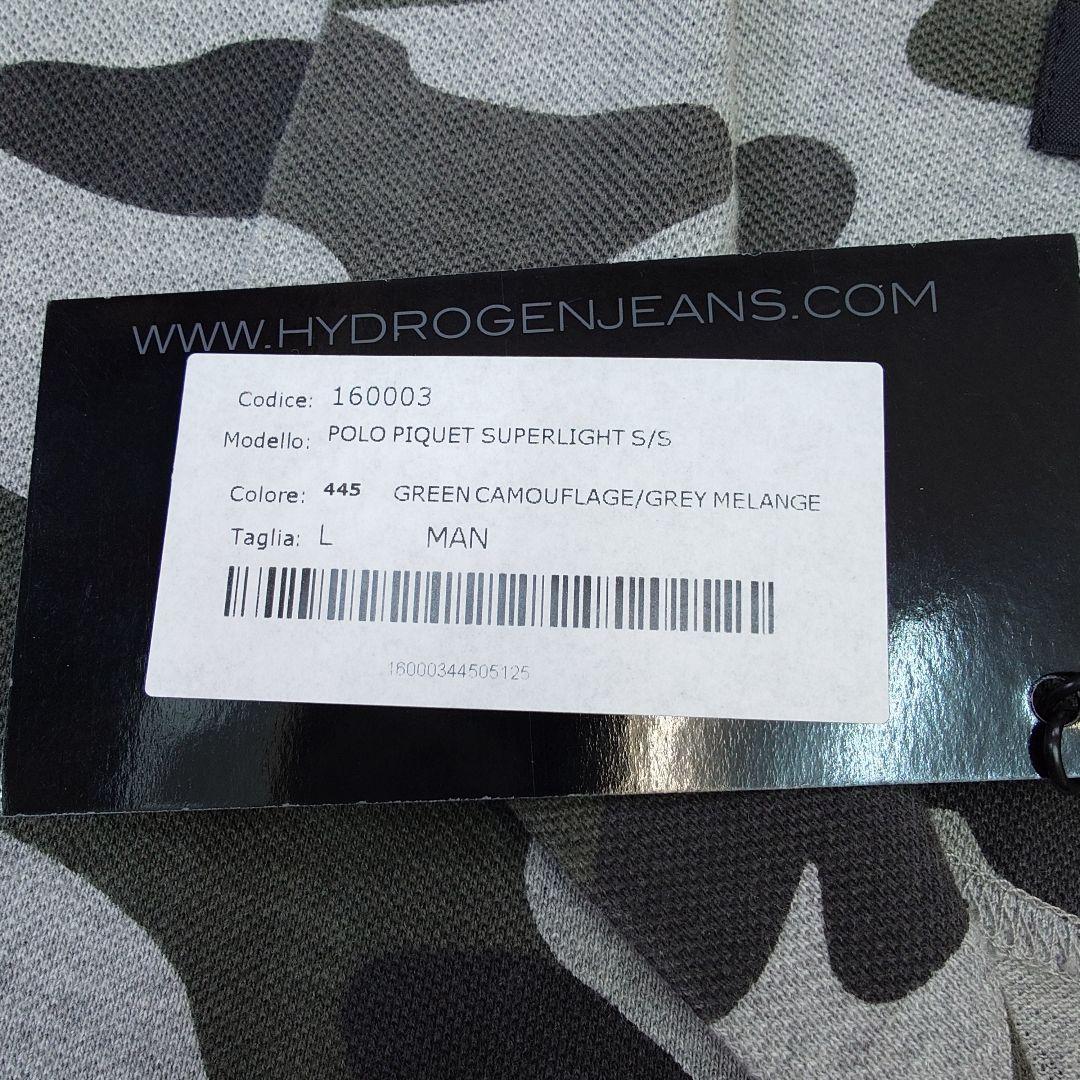 WWW.HYDROGENJEANS.COM
Codice: 160003
Modello: POLO PIQUET SUPERLIGHT S/S
Colore: 445 GREEN CAMOUFLAGE/GREY MELANGE
Taglia: L MAN
16000344505125